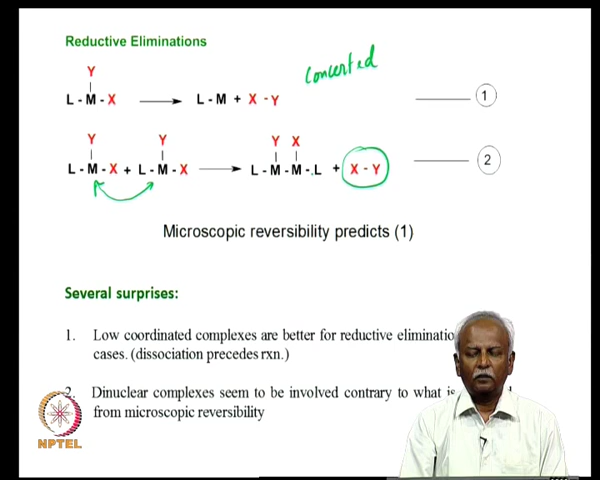 Reductive Eliminations
concerted
Y
L - M - X L - M + X - Y 1
Y Y Y X
L - M - X + L - M - X L - M - M - L + X - Y 2
Microscopic reversibility predicts (1)
Several surprises:
1. Low coordinated complexes are better for reductive
cases. (dissociation precedes rxn.)
2. Dinuclear complexes seem to be involved contrary to what is
from microscopic reversibility
NPTEL